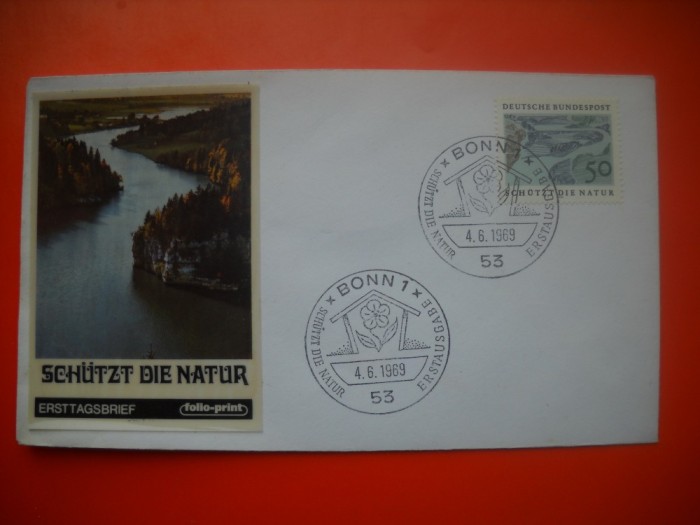 DEUTSCHE BUNDESPOST
50
SCHÜTZT DIE NATUR
BONN 1
SCHÜTZT DIE NATUR
ERSTAUSGABE
4.6.1969
53
BONN 1
SCHÜTZT DIE NATUR
ERSTAUSGABE
4.6.1969
53
SCHÜTZT DIE NATUR
ERSTTAGSBRIEF
folio-print